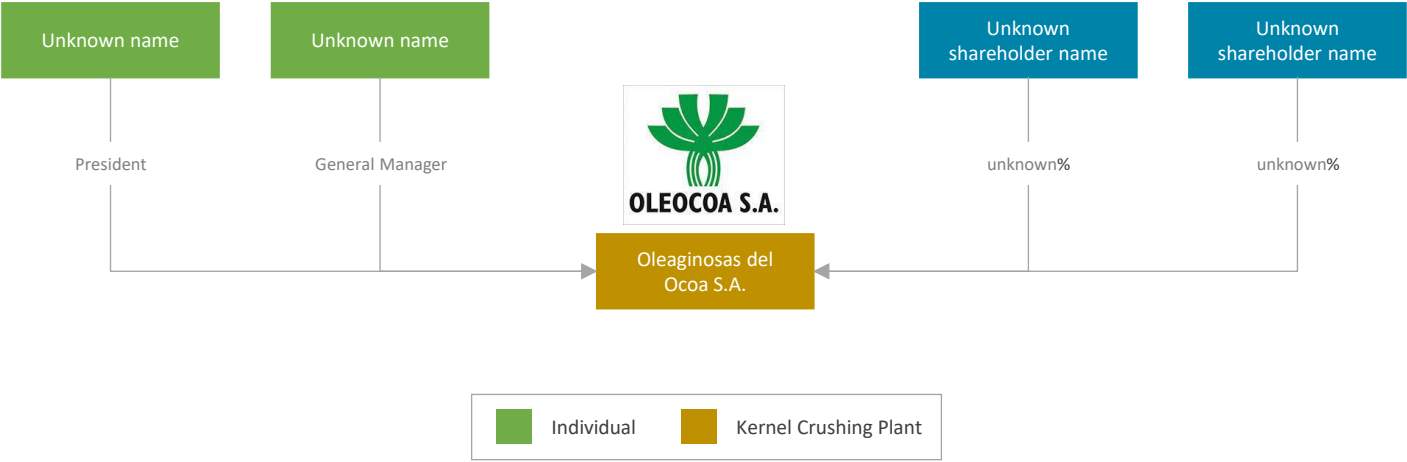 Unknown name
Unknown name
Unknown
shareholder name
Unknown
shareholder name
President
General Manager
unknown%
unknown%
OLEOCOA S.A.
Oleaginosas del
Ocoa S.A.
Individual
Kernel Crushing Plant